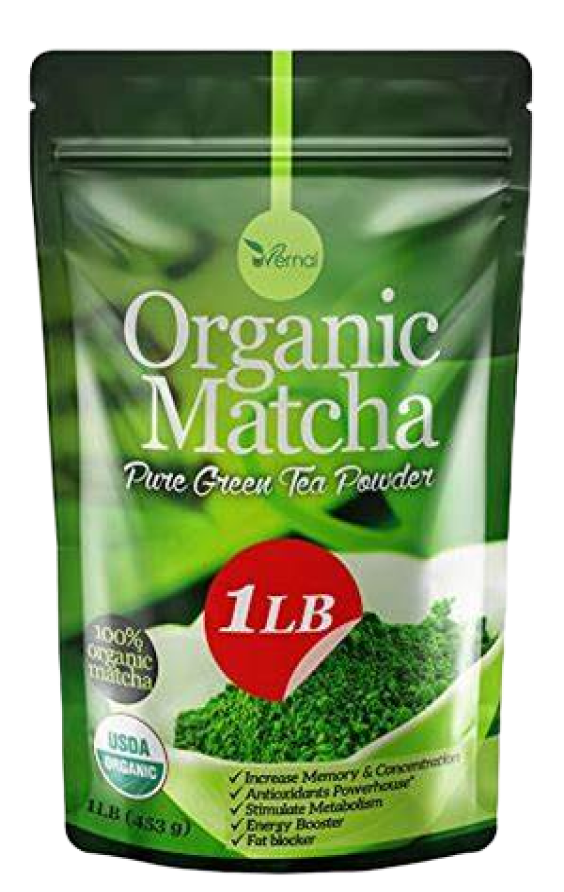 uVernal
Organic
Matcha
Pure Green Tea Powder
1LB
100%
organic
matcha
USDA
ORGANIC
✓ Increase Memory & Concentration
✓ Antioxidants Powerhouse*
✓ Stimulate Metabolism
✓ Energy Booster
✓ Fat blocker
1LB (453 g)